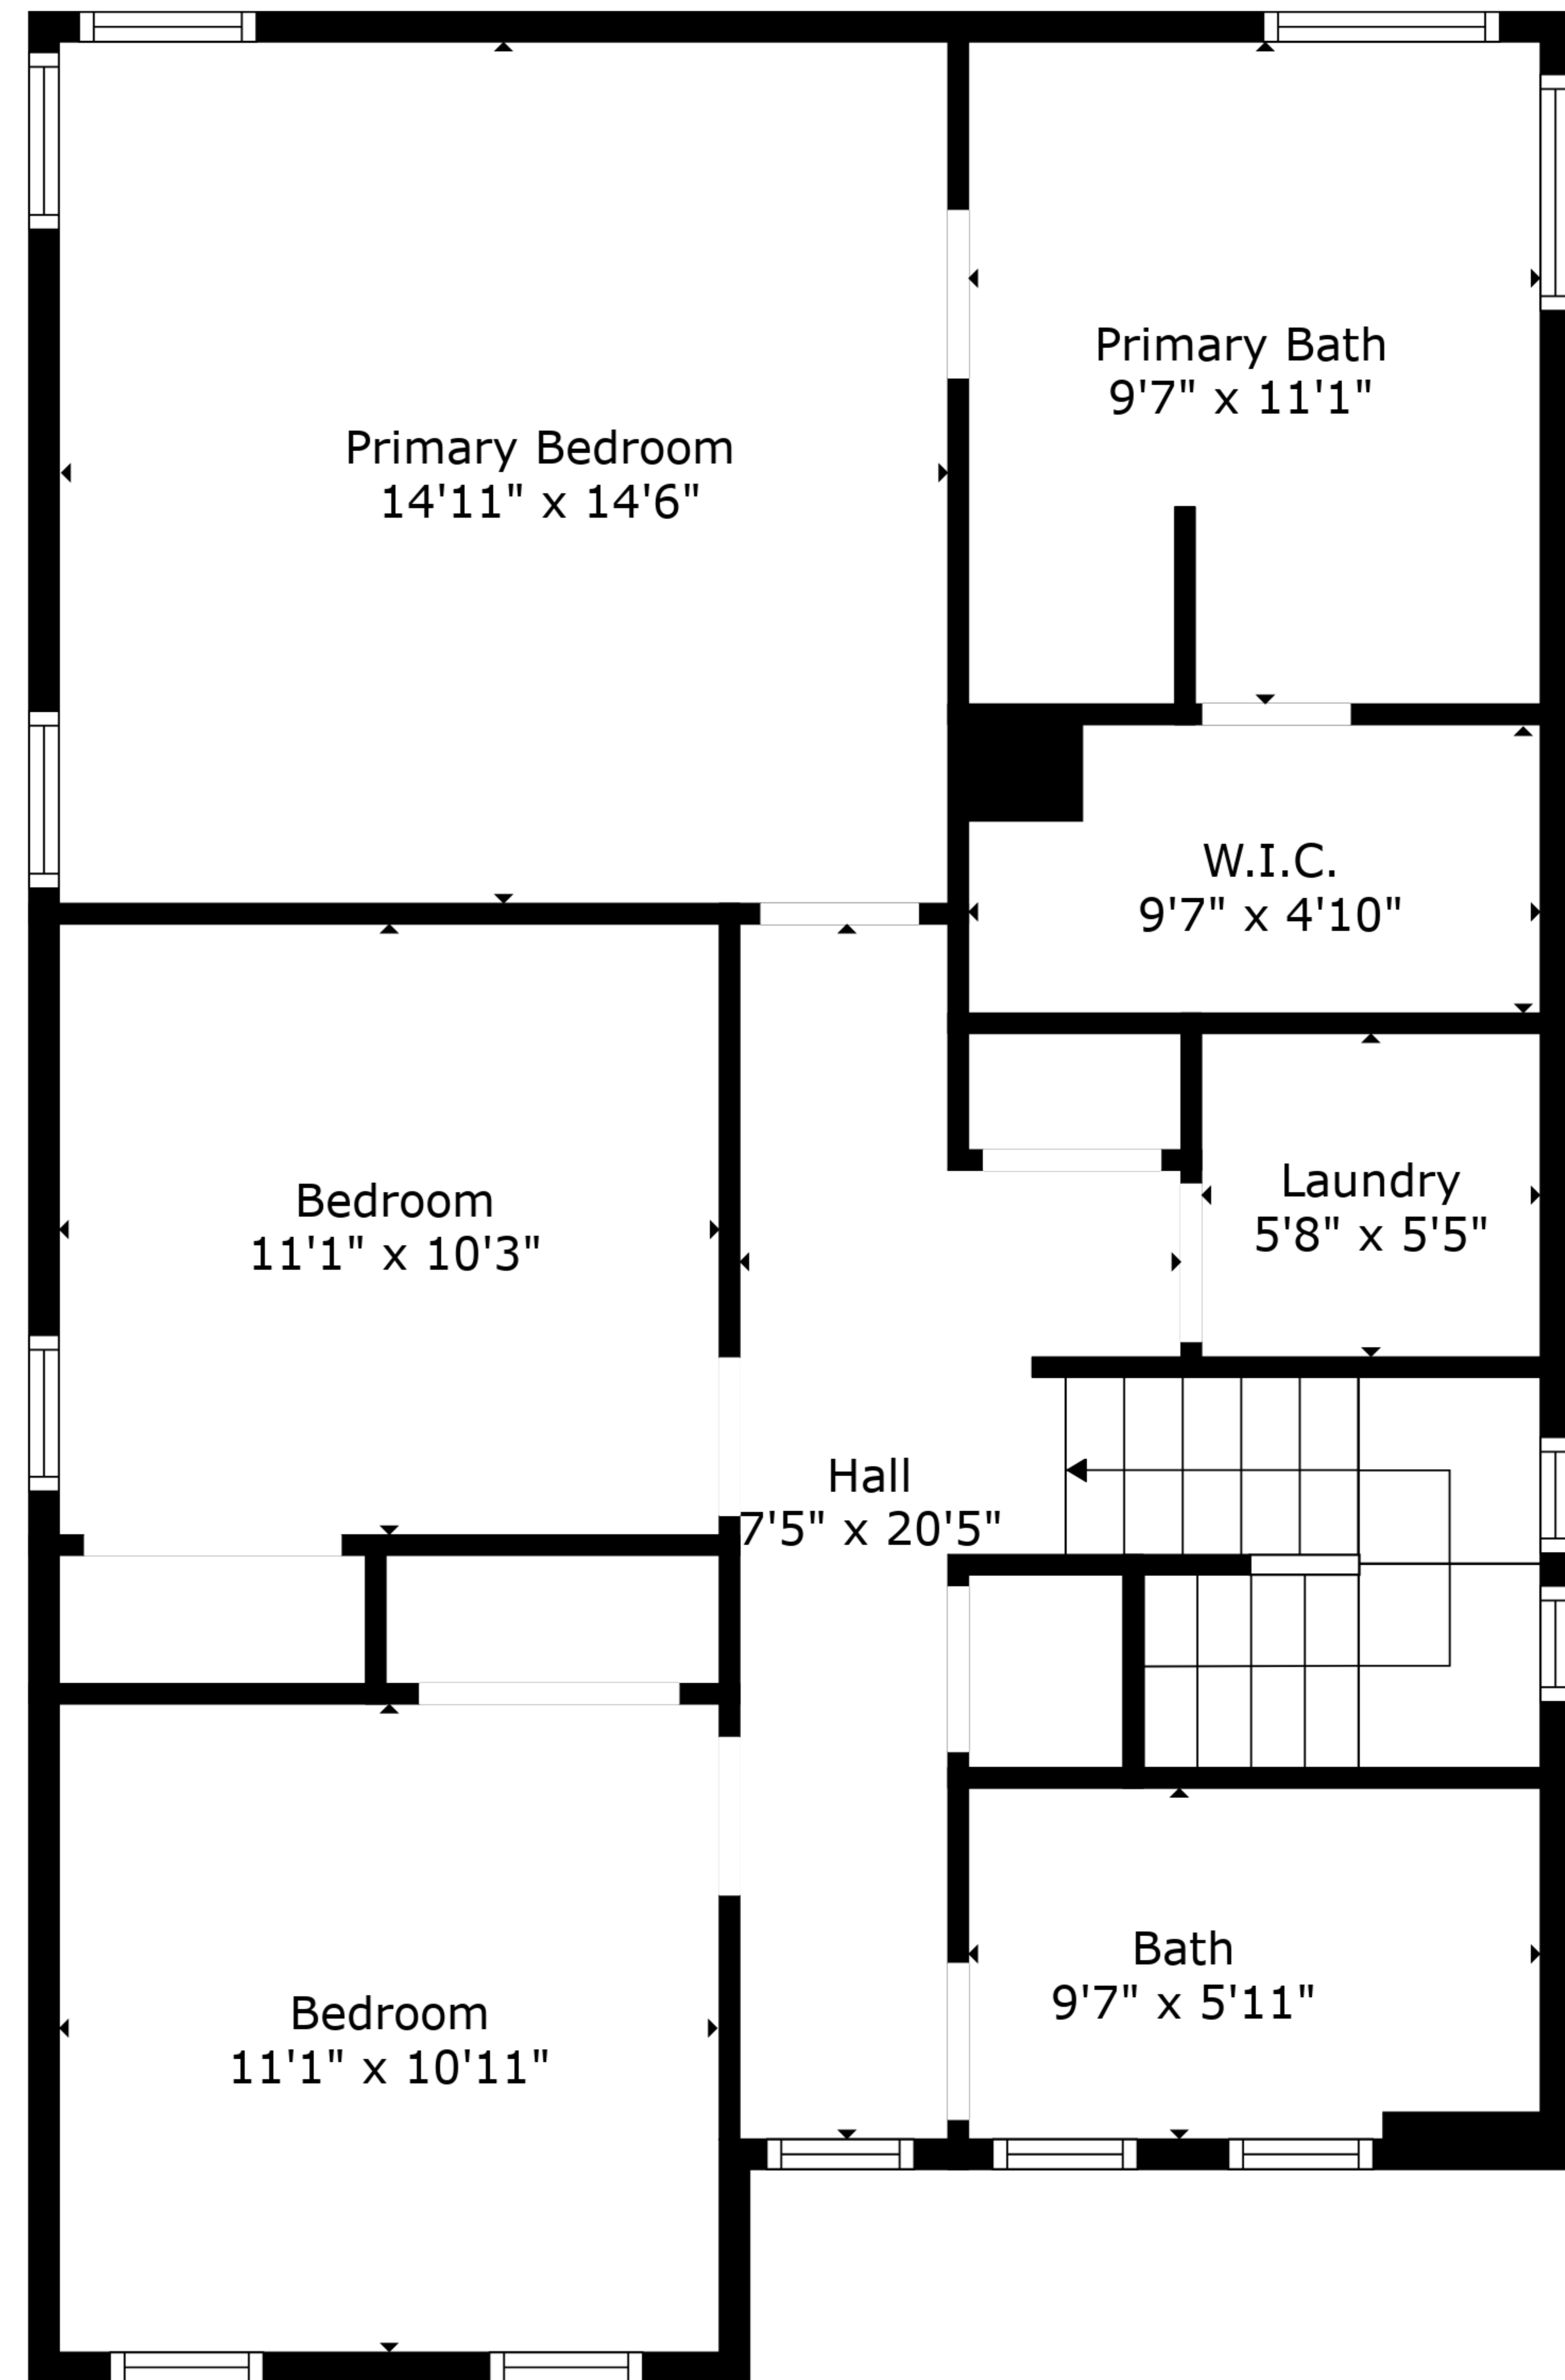 Primary Bath
9'7" x 11'1"
Primary Bedroom
14'11" x 14'6"
W.I.C.
9'7" x 4'10"
Laundry
5'8" x 5'5"
Bedroom
11'1" x 10'3"
Hall
7'5" x 20'5"
Bath
9'7" x 5'11"
Bedroom
11'1" x 10'11"